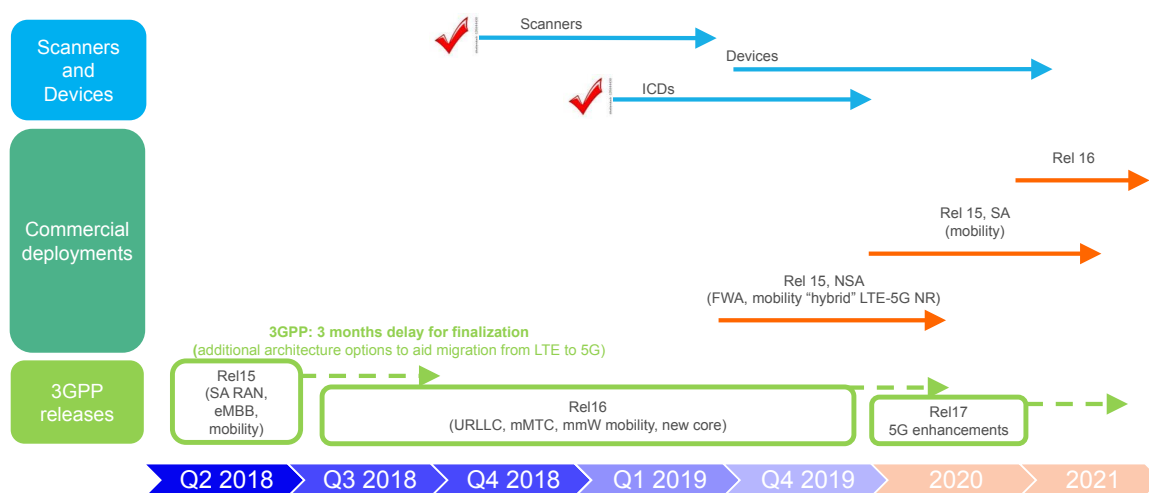 Scanners
and
Devices
Scanners
Devices
ICDs
Commercial
deployments
Rel 16
Rel 15, SA
(mobility)
Rel 15, NSA
(FWA, mobility “hybrid” LTE-5G NR)
3GPP: 3 months delay for finalization
(additional architecture options to aid migration from LTE to 5G)
3GPP
releases
Rel15
(SA RAN,
eMBB,
mobility)
Rel16
(URLLC, mMTC, mmW mobility, new core)
Rel17
5G enhancements
Q2 2018
Q3 2018
Q4 2018
Q1 2019
Q4 2019
2020
2021